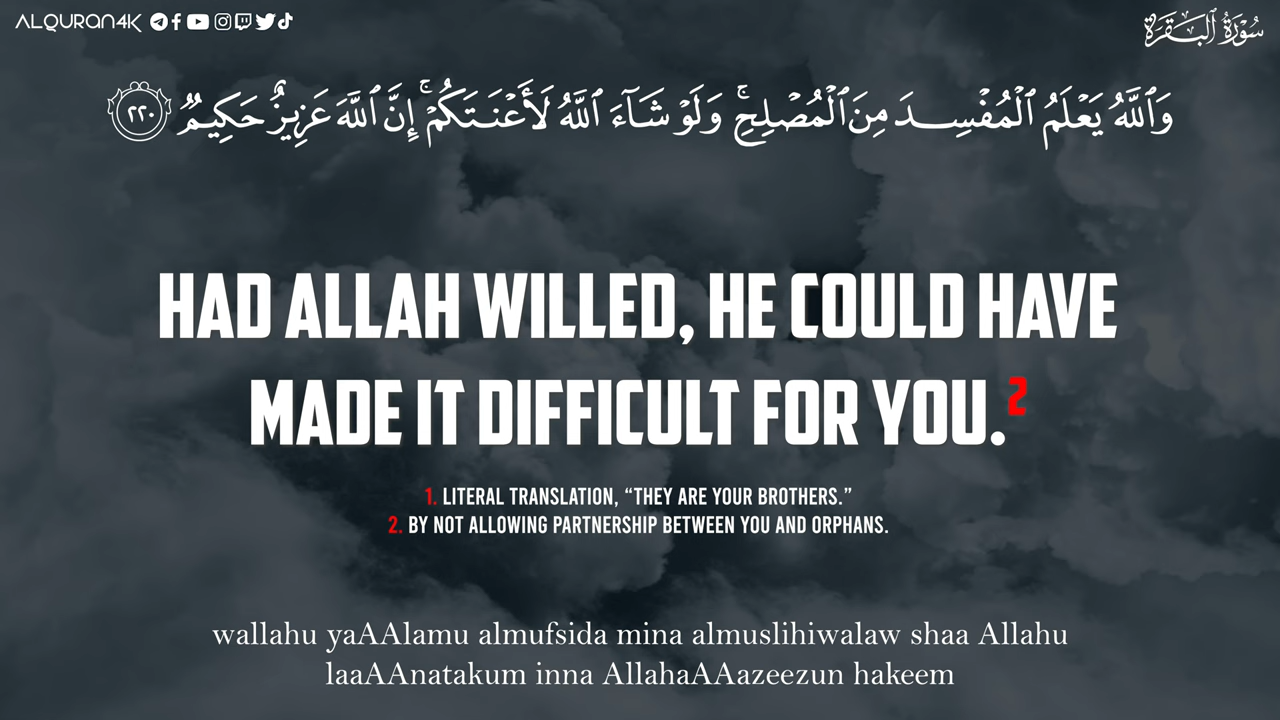 ALQURAN4K
سُورَةُ البَقَرَةِ
وَٱللَّهُ يَعْلَمُ ٱلْمُفْسِدَ مِنَ ٱلْمُصْلِحِ ۚ وَلَوْ شَآءَ ٱللَّهُ لَأَعْنَتَكُمْ ۚ إِنَّ ٱللَّهَ عَزِيزٌ حَكِيمٌ ٢٢٠
HAD ALLAH WILLED, HE COULD HAVE
MADE IT DIFFICULT FOR YOU.2
1. LITERAL TRANSLATION, “THEY ARE YOUR BROTHERS.”
2. BY NOT ALLOWING PARTNERSHIP BETWEEN YOU AND ORPHANS.
wallahu yaAAlamu almufsida mina almuslihiwalaw shaa Allahu
laaAAnatakum inna AllahaAAazeezun hakeem